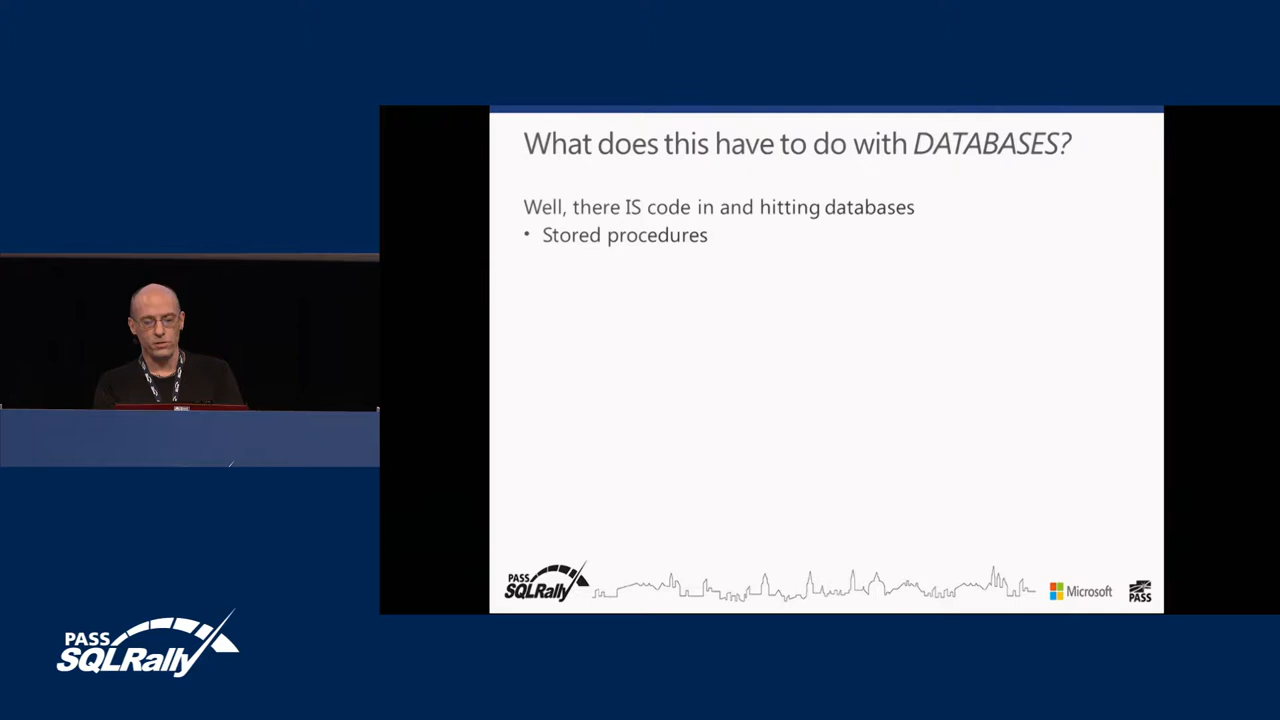 What does this have to do with DATABASES?
Well, there IS code in and hitting databases
• Stored procedures
PASS
SQLRally
Microsoft
PASS
PASS
SQLRally